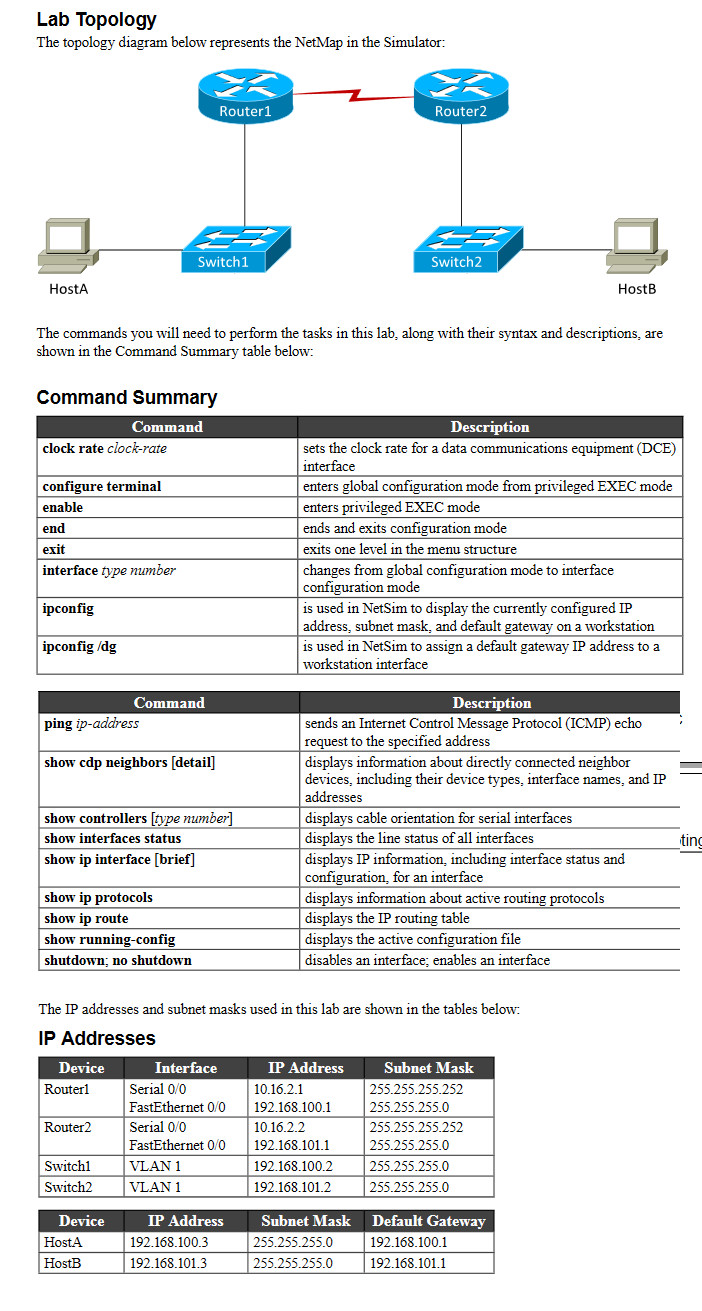 Lab Topology
The topology diagram below represents the NetMap in the Simulator:
Router1
Router2
Switch1
Switch2
HostA
HostB
The commands you will need to perform the tasks in this lab, along with their syntax and descriptions, are
shown in the Command Summary table below:
Command Summary
Command Description
clock rate clock-rate sets the clock rate for a data communications equipment (DCE)
interface
configure terminal enters global configuration mode from privileged EXEC mode
enable enters privileged EXEC mode
end ends and exits configuration mode
exit exits one level in the menu structure
interface type number changes from global configuration mode to interface
configuration mode
ipconfig is used in NetSim to display the currently configured IP
address, subnet mask, and default gateway on a workstation
ipconfig /dg is used in NetSim to assign a default gateway IP address to a
workstation interface
Command Description
ping ip-address sends an Internet Control Message Protocol (ICMP) echo
request to the specified address
show cdp neighbors [detail] displays information about directly connected neighbor
devices, including their device types, interface names, and IP
addresses
show controllers [type number] displays cable orientation for serial interfaces
show interfaces status displays the line status of all interfaces
ting
show ip interface [brief] displays IP information, including interface status and
configuration, for an interface
show ip protocols displays information about active routing protocols
show ip route displays the IP routing table
show running-config displays the active configuration file
shutdown; no shutdown disables an interface; enables an interface
The IP addresses and subnet masks used in this lab are shown in the tables below:
IP Addresses
Device Interface IP Address Subnet Mask
Router1 Serial 0/0 10.16.2.1 255.255.255.252
FastEthernet 0/0 192.168.100.1 255.255.255.0
Router2 Serial 0/0 10.16.2.2 255.255.255.252
FastEthernet 0/0 192.168.101.1 255.255.255.0
Switch1 VLAN 1 192.168.100.2 255.255.255.0
Switch2 VLAN 1 192.168.101.2 255.255.255.0
Device IP Address Subnet Mask Default Gateway
HostA 192.168.100.3 255.255.255.0 192.168.100.1
HostB 192.168.101.3 255.255.255.0 192.168.101.1